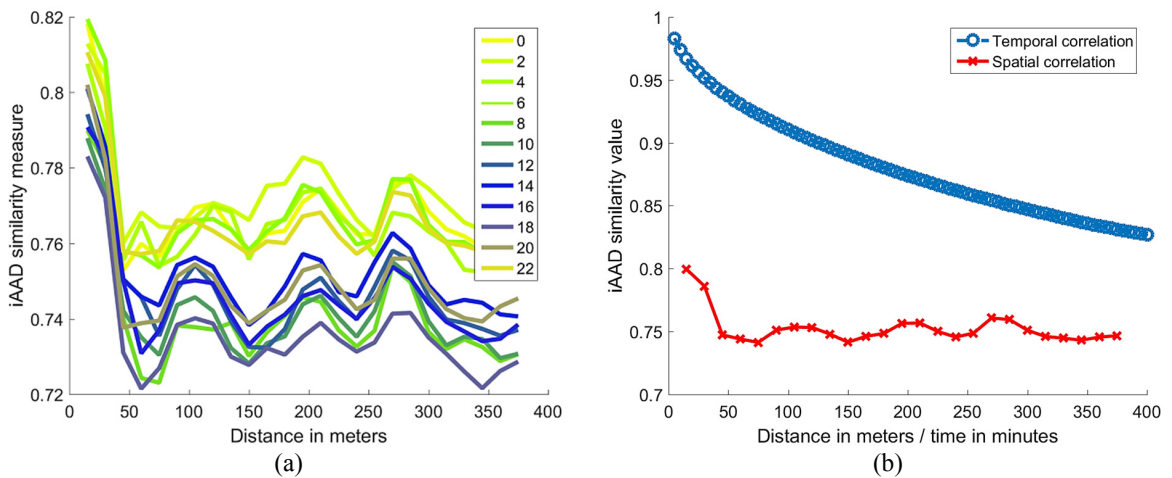 0.82
0.8
0.78
0.76
0.74
0.72
iAAD similarity measure
0
2
4
6
8
10
12
14
16
18
20
22
0 50 100 150 200 250 300 350 400
Distance in meters
(a)
1
0.95
0.9
0.85
0.8
0.75
0.7
iAAD similarity value
Temporal correlation
Spatial correlation
0 50 100 150 200 250 300 350 400
Distance in meters / time in minutes
(b)